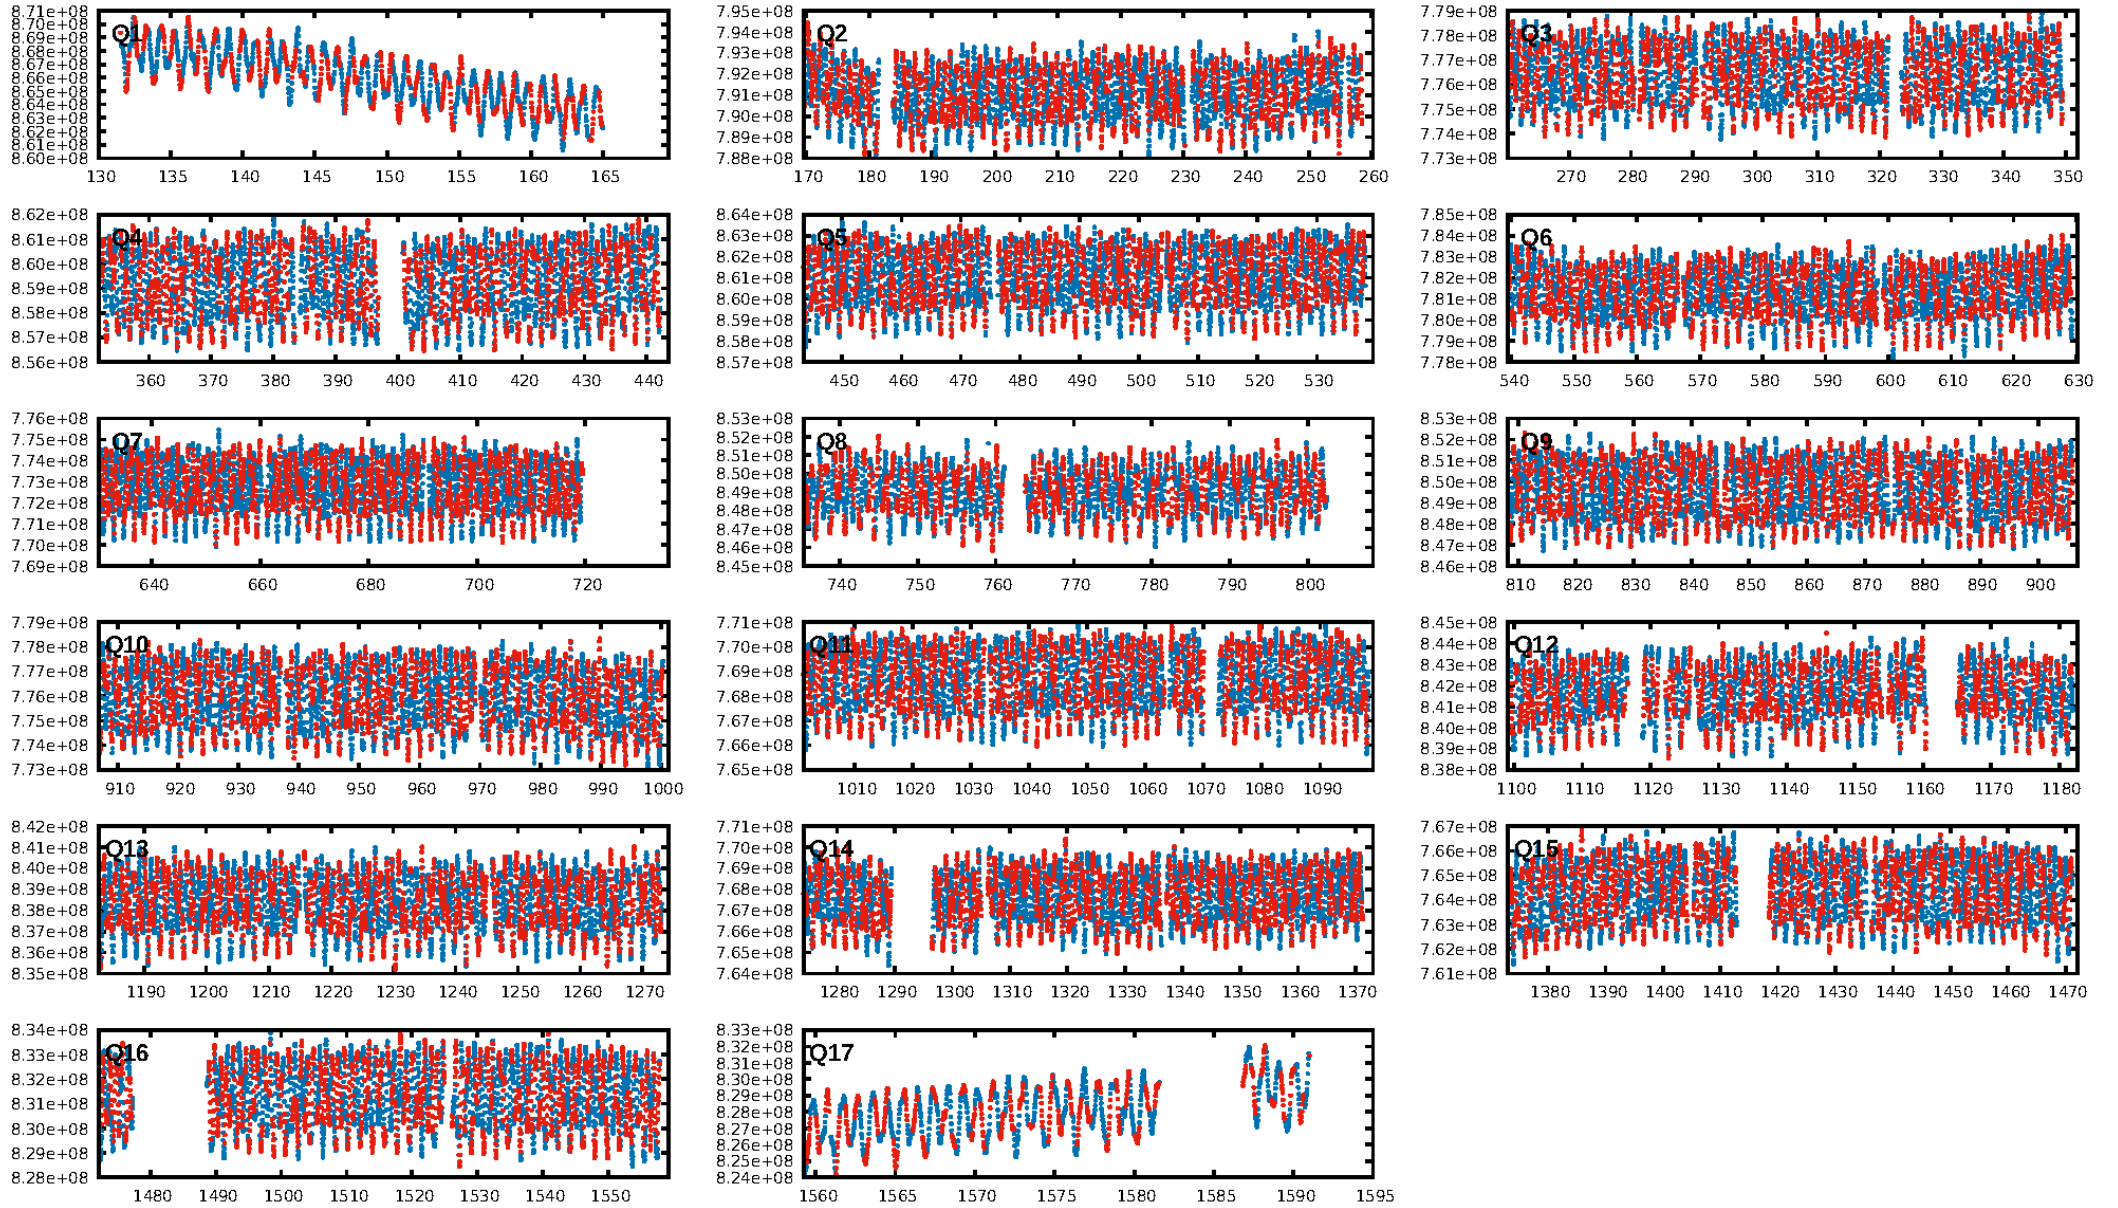 Q1
8.71e+08
8.70e+08
8.69e+08
8.68e+08
8.67e+08
8.66e+08
8.65e+08
8.64e+08
8.63e+08
8.62e+08
8.61e+08
8.60e+08
130 135 140 145 150 155 160 165
Q2
7.95e+08
7.94e+08
7.93e+08
7.92e+08
7.91e+08
7.90e+08
7.89e+08
7.88e+08
170 180 190 200 210 220 230 240 250 260
Q3
7.79e+08
7.78e+08
7.77e+08
7.76e+08
7.75e+08
7.74e+08
7.73e+08
270 280 290 300 310 320 330 340 350
Q4
8.62e+08
8.61e+08
8.60e+08
8.59e+08
8.58e+08
8.57e+08
8.56e+08
360 370 380 390 400 410 420 430 440
Q5
8.64e+08
8.63e+08
8.62e+08
8.61e+08
8.60e+08
8.59e+08
8.58e+08
8.57e+08
450 460 470 480 490 500 510 520 530
Q6
7.85e+08
7.84e+08
7.83e+08
7.82e+08
7.81e+08
7.80e+08
7.79e+08
7.78e+08
540 550 560 570 580 590 600 610 620 630
Q7
7.76e+08
7.75e+08
7.74e+08
7.73e+08
7.72e+08
7.71e+08
7.70e+08
7.69e+08
640 660 680 700 720
Q8
8.53e+08
8.52e+08
8.51e+08
8.50e+08
8.49e+08
8.48e+08
8.47e+08
8.46e+08
8.45e+08
740 750 760 770 780 790 800
Q9
8.53e+08
8.52e+08
8.51e+08
8.50e+08
8.49e+08
8.48e+08
8.47e+08
8.46e+08
810 820 830 840 850 860 870 880 890 900
Q10
7.79e+08
7.78e+08
7.77e+08
7.76e+08
7.75e+08
7.74e+08
7.73e+08
910 920 930 940 950 960 970 980 990 1000
Q11
7.71e+08
7.70e+08
7.69e+08
7.68e+08
7.67e+08
7.66e+08
7.65e+08
1010 1020 1030 1040 1050 1060 1070 1080 1090
Q12
8.45e+08
8.44e+08
8.43e+08
8.42e+08
8.41e+08
8.40e+08
8.39e+08
8.38e+08
1100 1110 1120 1130 1140 1150 1160 1170 1180
Q13
8.42e+08
8.41e+08
8.40e+08
8.39e+08
8.38e+08
8.37e+08
8.36e+08
8.35e+08
1190 1200 1210 1220 1230 1240 1250 1260 1270
Q14
7.71e+08
7.70e+08
7.69e+08
7.68e+08
7.67e+08
7.66e+08
7.65e+08
7.64e+08
1280 1290 1300 1310 1320 1330 1340 1350 1360 1370
Q15
7.67e+08
7.66e+08
7.65e+08
7.64e+08
7.63e+08
7.62e+08
7.61e+08
1380 1390 1400 1410 1420 1430 1440 1450 1460 1470
Q16
8.34e+08
8.33e+08
8.32e+08
8.31e+08
8.30e+08
8.29e+08
8.28e+08
1480 1490 1500 1510 1520 1530 1540 1550
Q17
8.33e+08
8.32e+08
8.31e+08
8.30e+08
8.29e+08
8.28e+08
8.27e+08
8.26e+08
8.25e+08
8.24e+08
1560 1565 1570 1575 1580 1585 1590 1595